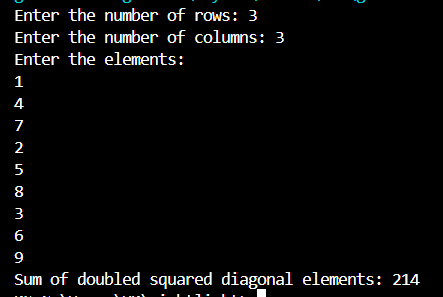 Enter the number of rows: 3
Enter the number of columns: 3
Enter the elements:
1
4
7
2
5
8
3
6
9
Sum of doubled squared diagonal elements: 214